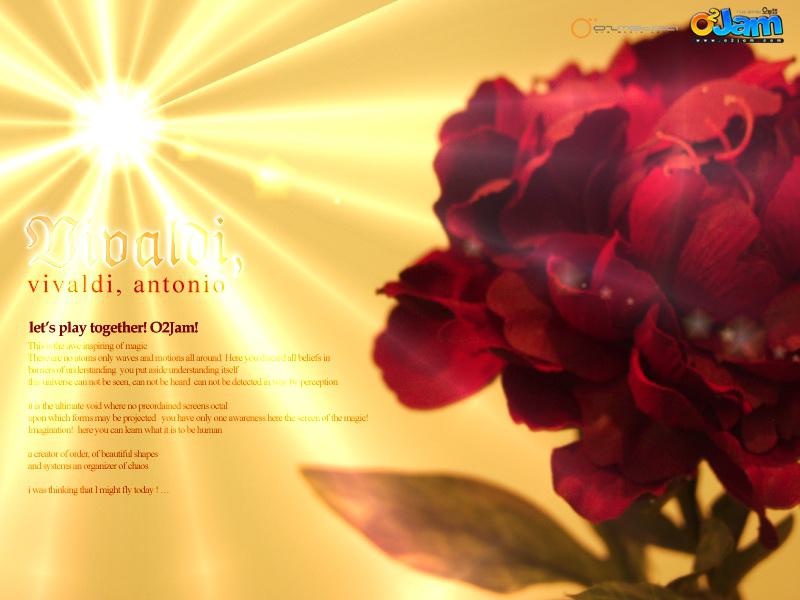 O2Jam
www.o2jam.com
Vivaldi,
vivaldi, antonio
let's play together! O2Jam!
This is the awe inspiring of magic
There are no atoms only waves and motions all around Here you discard all beliefs in
barriers of understanding you put aside understanding itself
this universe can not be seen, can not be heard can not be detected in way by perception
it is the ultimate void where no preordained screens octal
upon which forms may be projected you have only one awareness here the screen of the magic!
Imagination! here you can learn what it is to be human
a creator of order, of beautiful shapes
and systems an organizer of chaos
i was thinking that I might fly today ! ...